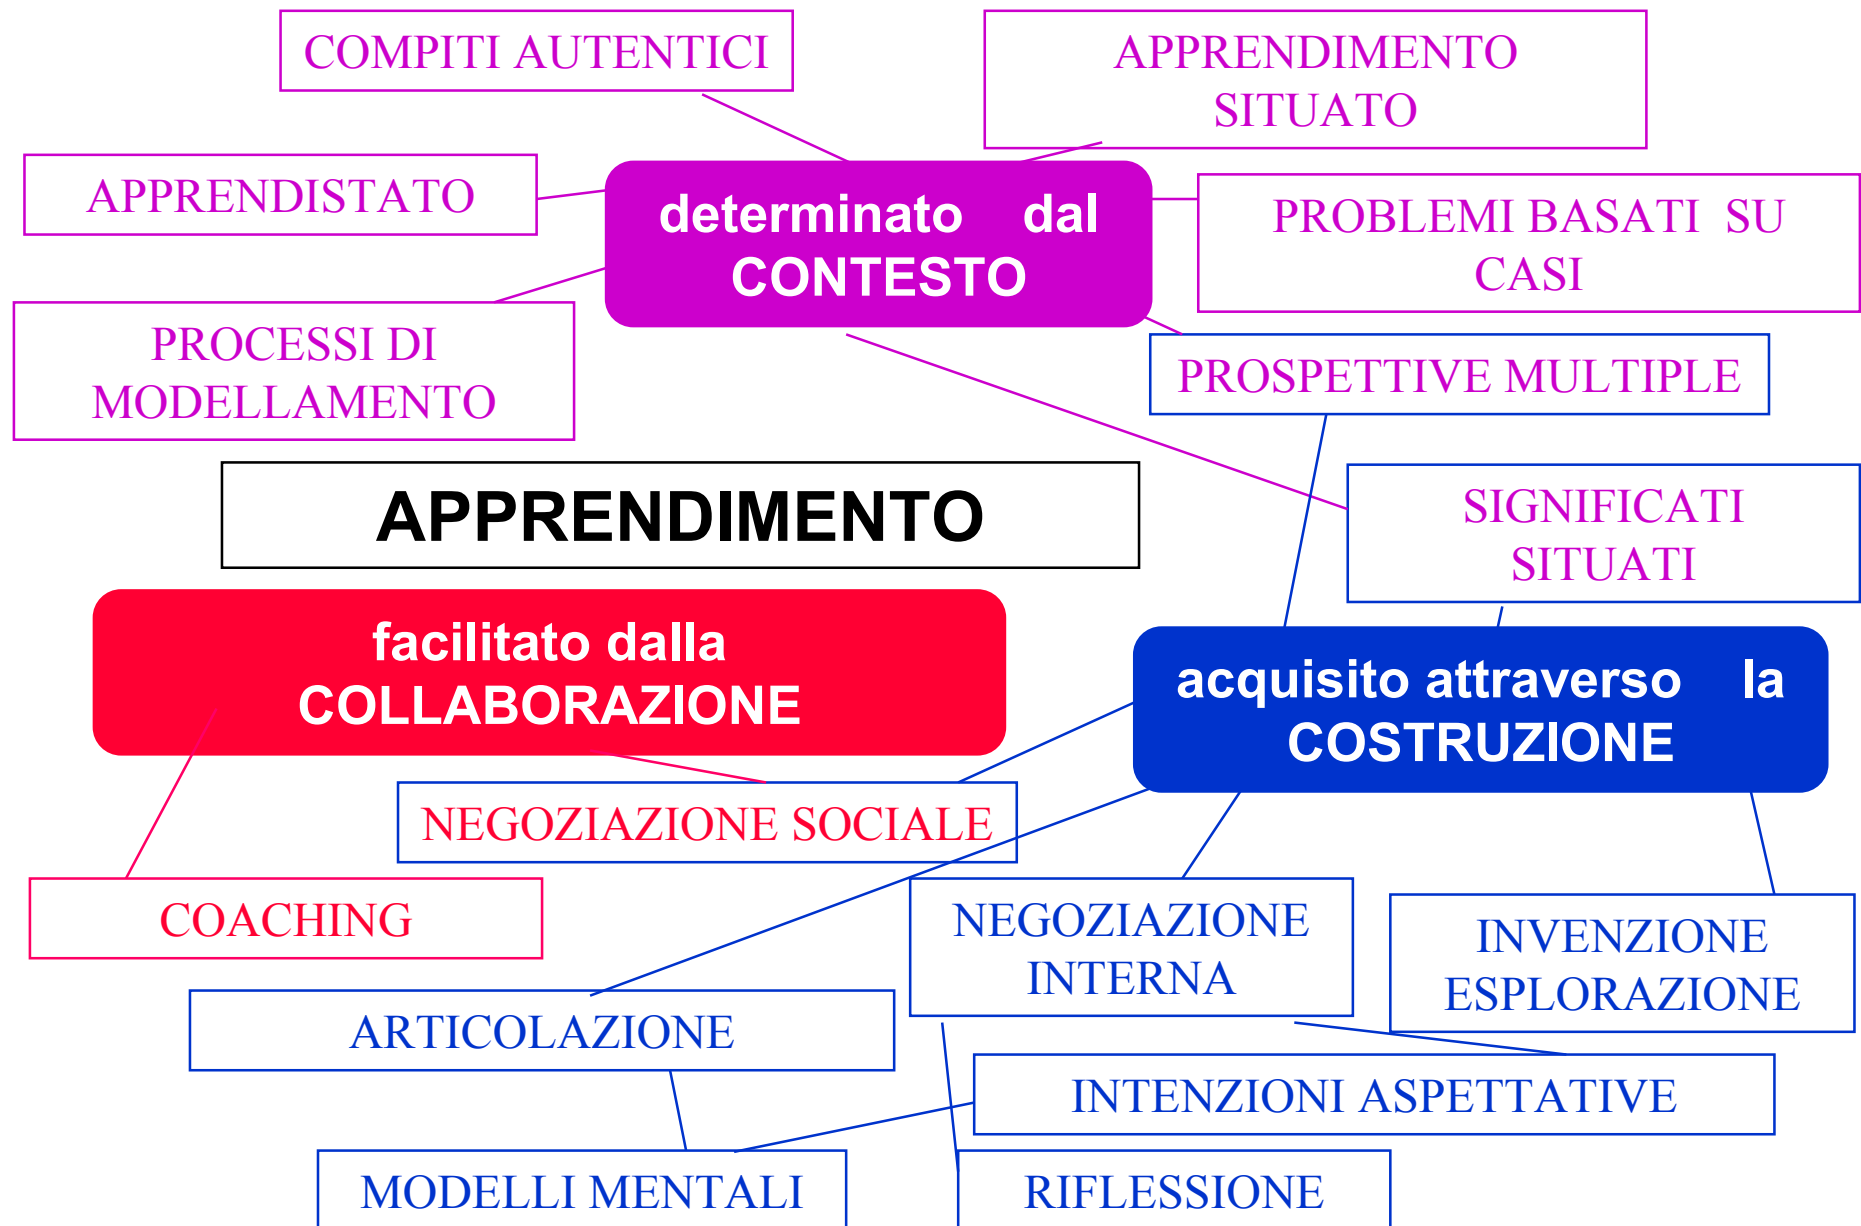 COMPITI AUTENTICI
APPRENDIMENTO
SITUATO
APPRENDISTATO
determinato dal
CONTESTO
PROBLEMI BASATI SU
CASI
PROCESSI DI
MODELLAMENTO
PROSPETTIVE MULTIPLE
APPRENDIMENTO
SIGNIFICATI
SITUATI
facilitato dalla
COLLABORAZIONE
acquisito attraverso la
COSTRUZIONE
NEGOZIAZIONE SOCIALE
COACHING
NEGOZIAZIONE
INTERNA
INVENZIONE
ESPLORAZIONE
ARTICOLAZIONE
INTENZIONI ASPETTATIVE
MODELLI MENTALI
RIFLESSIONE